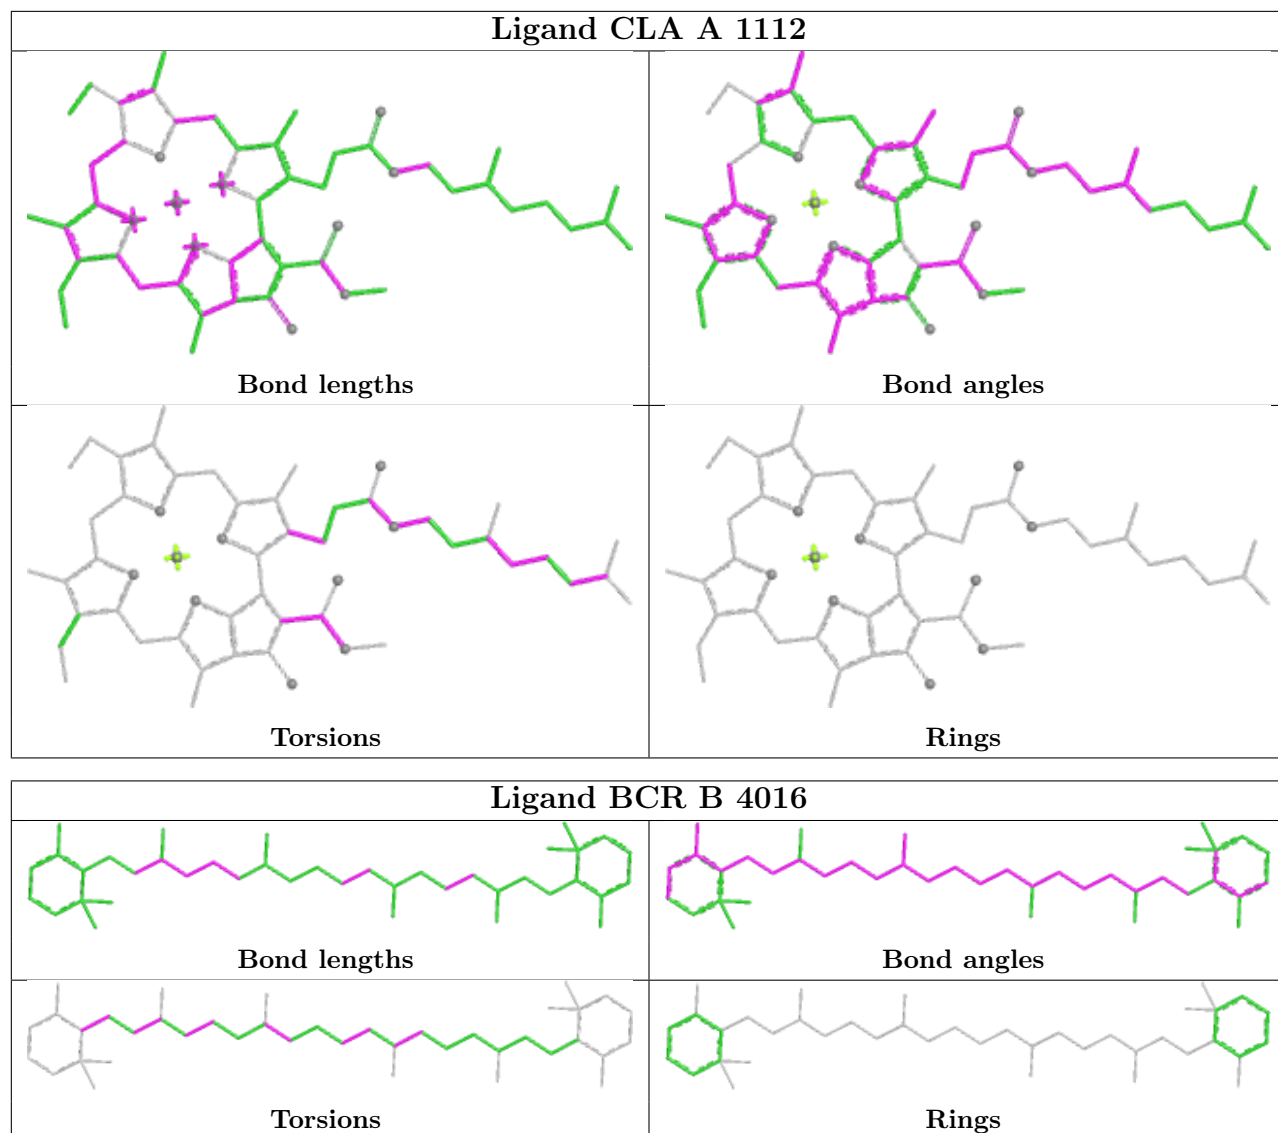 Ligand CLA A 1112
Bond lengths
Bond angles
Torsions
Rings
Ligand BCR B 4016
Bond lengths
Bond angles
Torsions
Rings